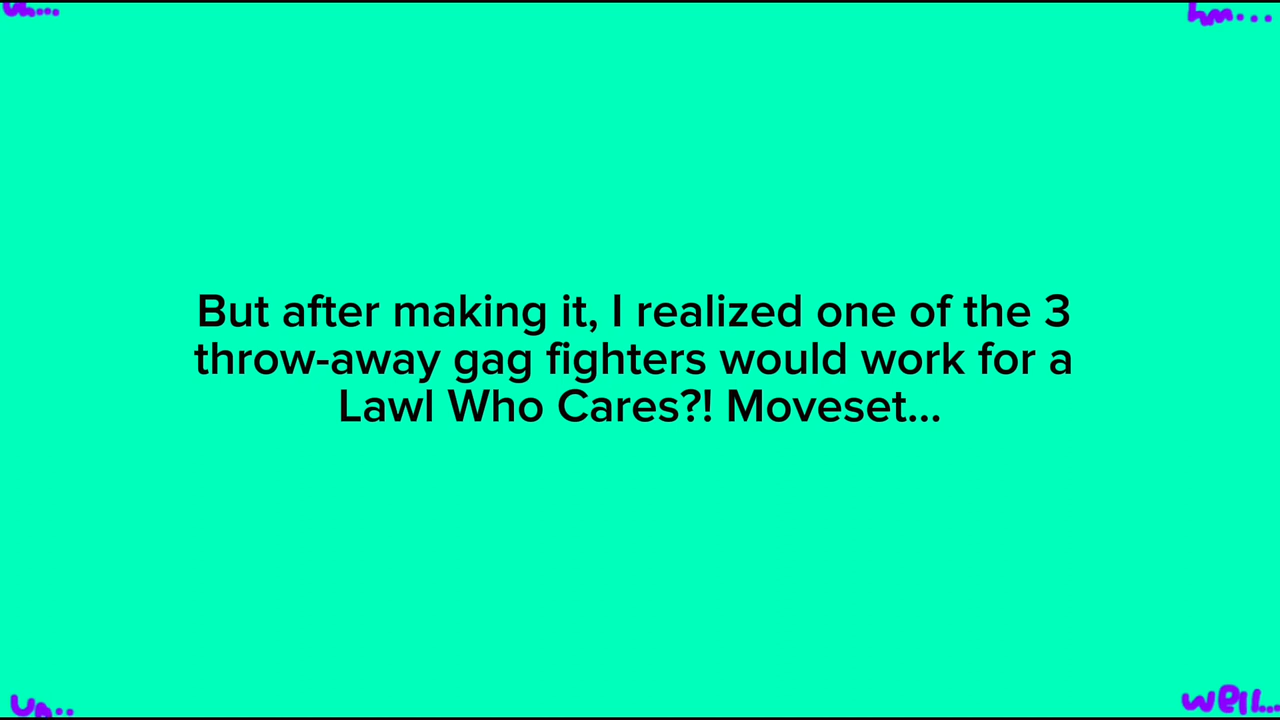 uh...
hm...
But after making it, I realized one of the 3
throw-away gag fighters would work for a
Lawl Who Cares?! Moveset...
Um..
well...